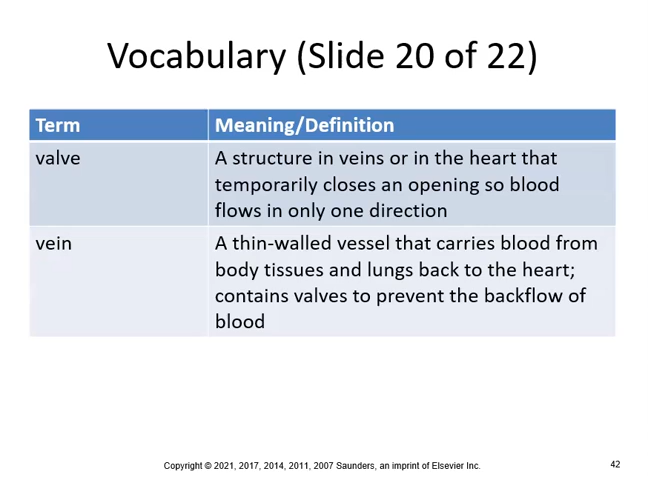 Vocabulary (Slide 20 of 22)
Term
Meaning/Definition
valve
A structure in veins or in the heart that
temporarily closes an opening so blood
flows in only one direction
vein
A thin-walled vessel that carries blood from
body tissues and lungs back to the heart;
contains valves to prevent the backflow of
blood
Copyright © 2021, 2017, 2014, 2011, 2007 Saunders, an imprint of Elsevier Inc.
42